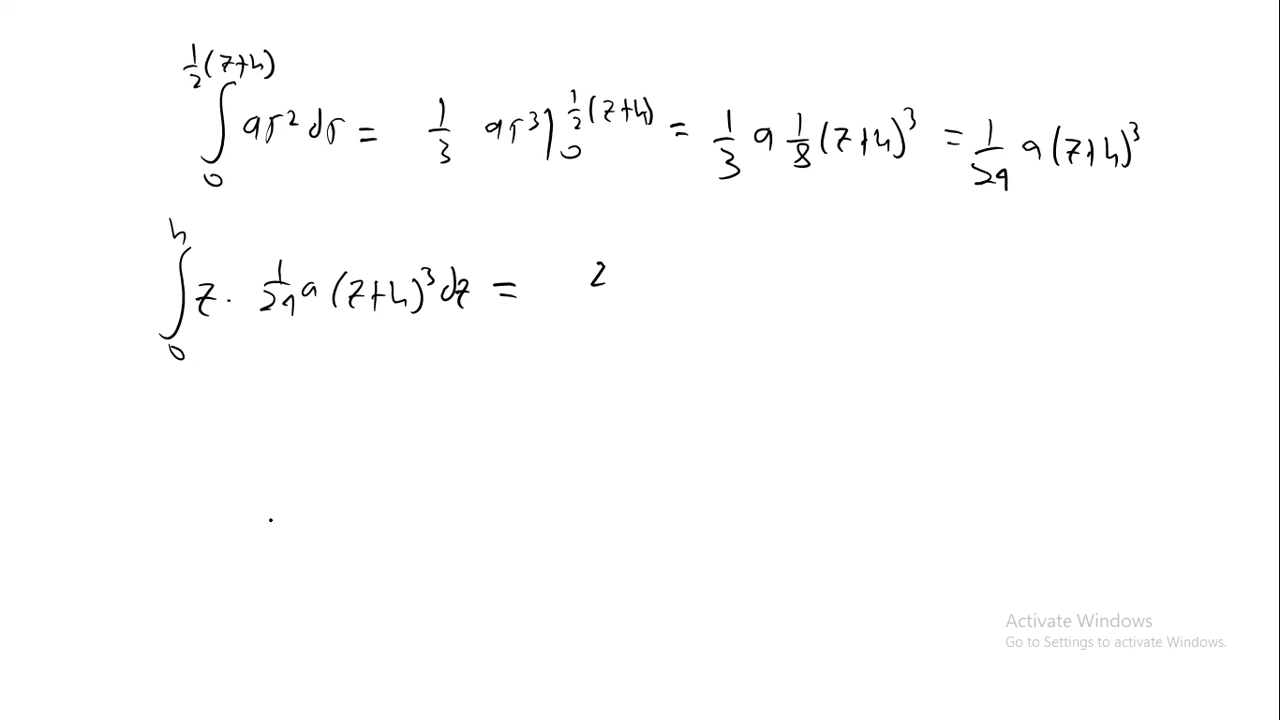 ∫₀^{½(z+h)} ar² dr = 1/3 ar³ |₀^{½(z+h)} = 1/3 a 1/8 (z+h)³ = 1/24 a(z+h)³
∫₀^h z · 1/24 a (z+h)³ dz = 2
Activate Windows
Go to Settings to activate Windows.